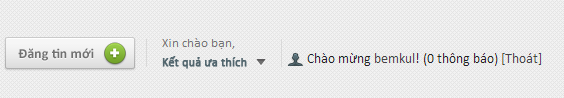 Đăng tin mới
Xin chào bạn,
Kết quả ưa thích
Chào mừng bemkul! (0 thông báo) [Thoát]